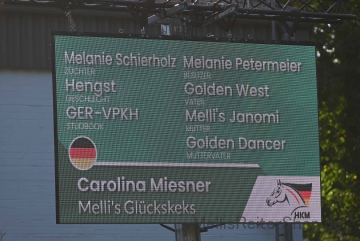 Melanie Schierholz
ZÜCHTER
Hengst
GESCHLECHT
GER-VPKH
STUDBOOK
Melanie Petermeier
BESITZER
Golden West
VATER
Melli's Janomi
MUTTER
Golden Dancer
MUTTERVATER
Carolina Miesner
Melli's Glückskeks
HKM